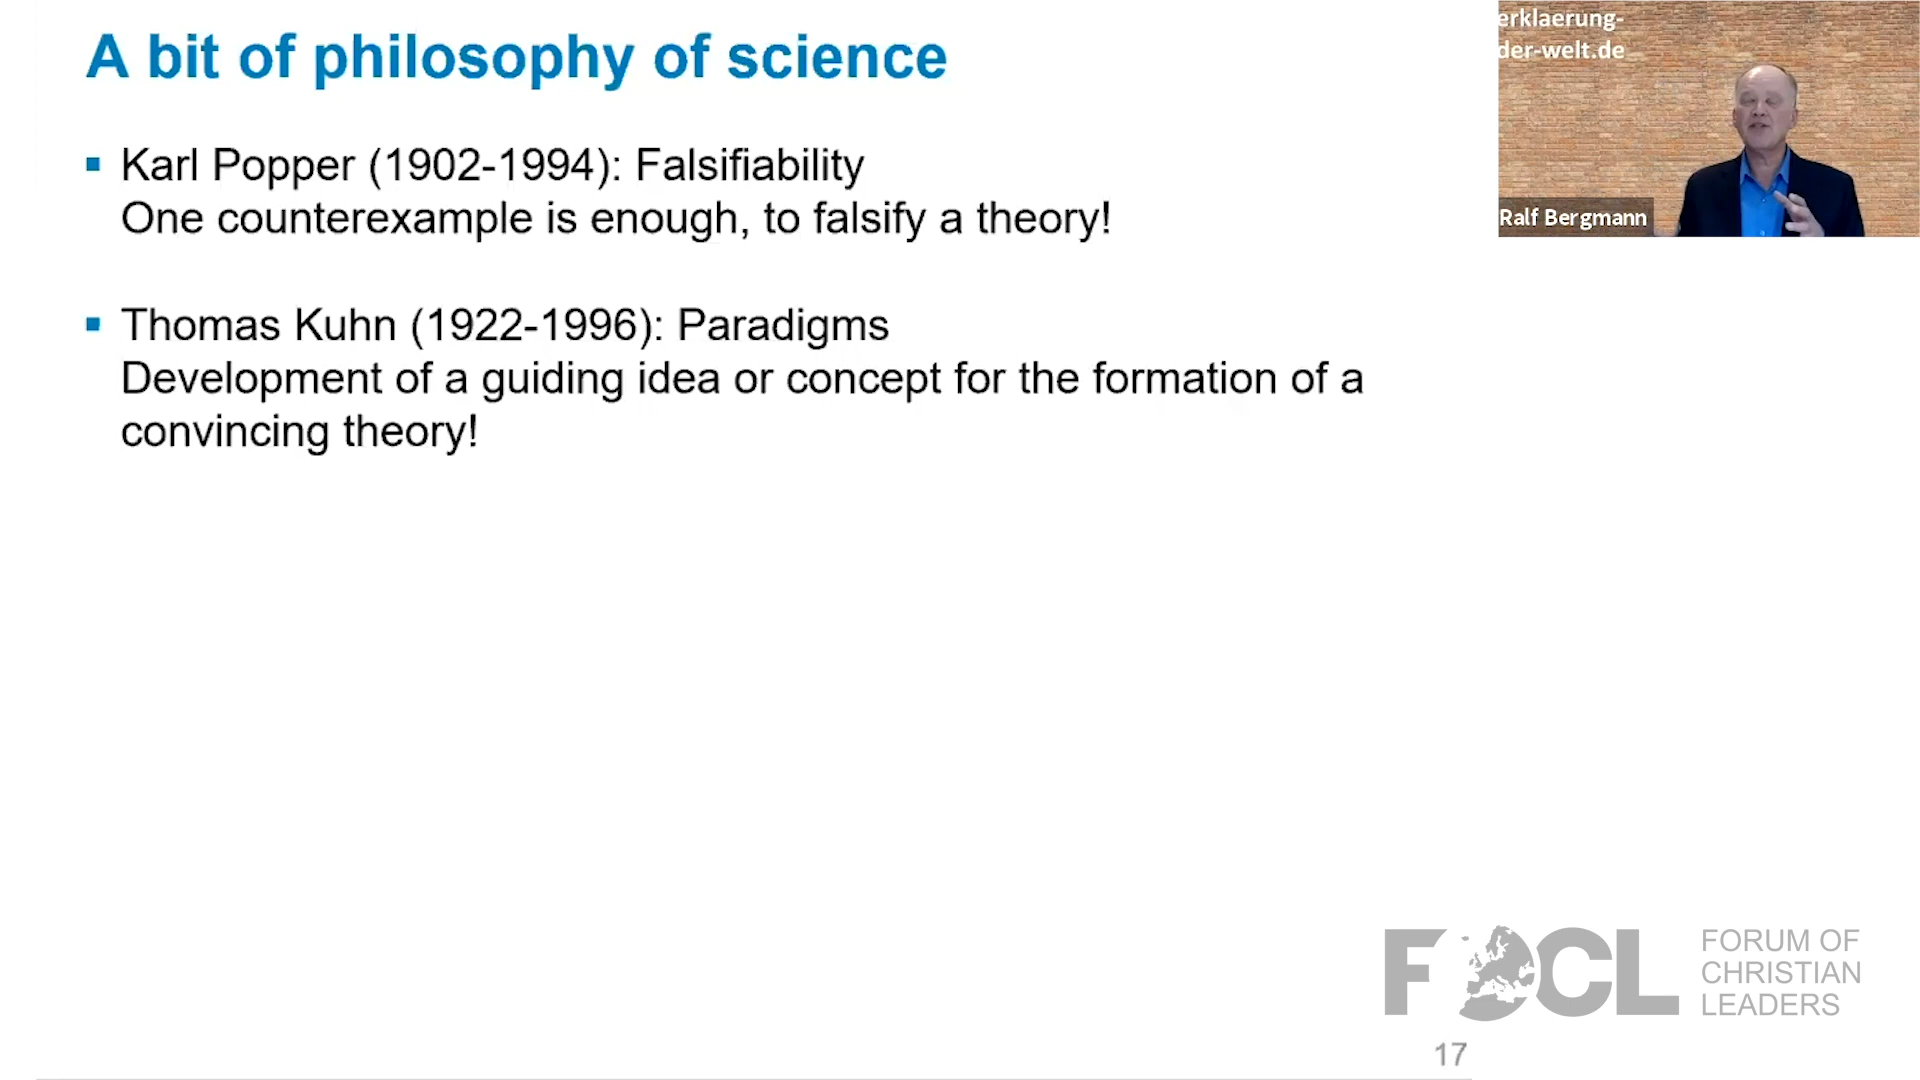 A bit of philosophy of science
Karl Popper (1902-1994): Falsifiability
One counterexample is enough, to falsify a theory!
Thomas Kuhn (1922-1996): Paradigms
Development of a guiding idea or concept for the formation of a
convincing theory!
erklaerung-
der-welt.de
Ralf Bergmann
FOCL
FORUM OF
CHRISTIAN
LEADERS
17